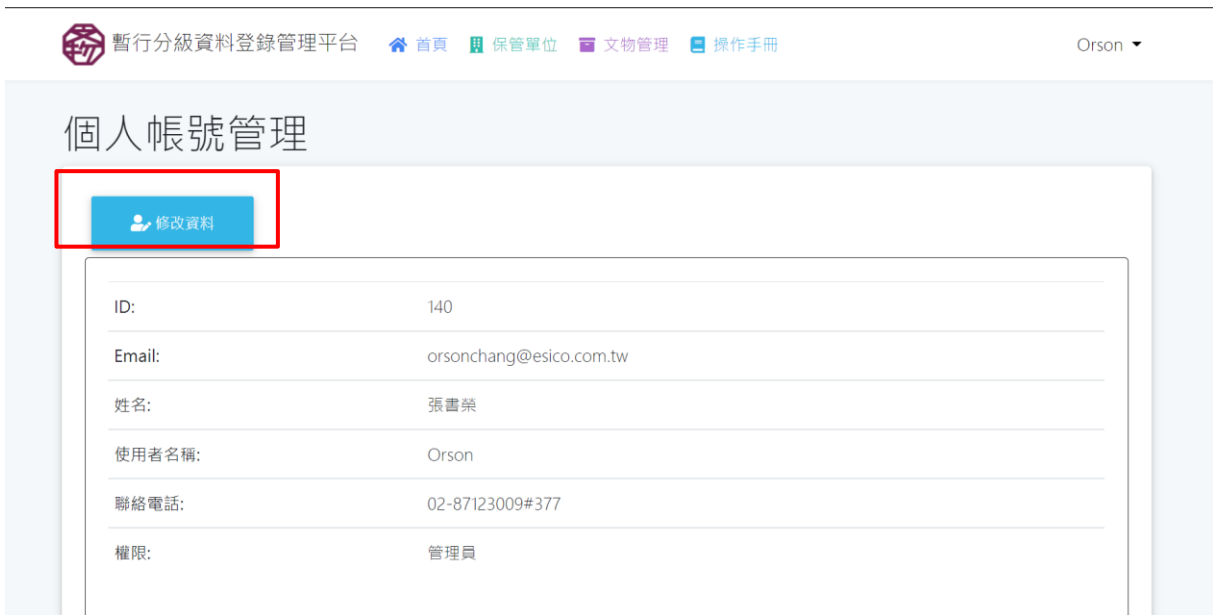 暫行分級資料登錄管理平台 首頁 保管單位 文物管理 操作手冊 Orson
個人帳號管理
修改資料
ID: 140
Email: orsonchang@esico.com.tw
姓名: 張書榮
使用者名稱: Orson
聯絡電話: 02-87123009#377
權限: 管理員